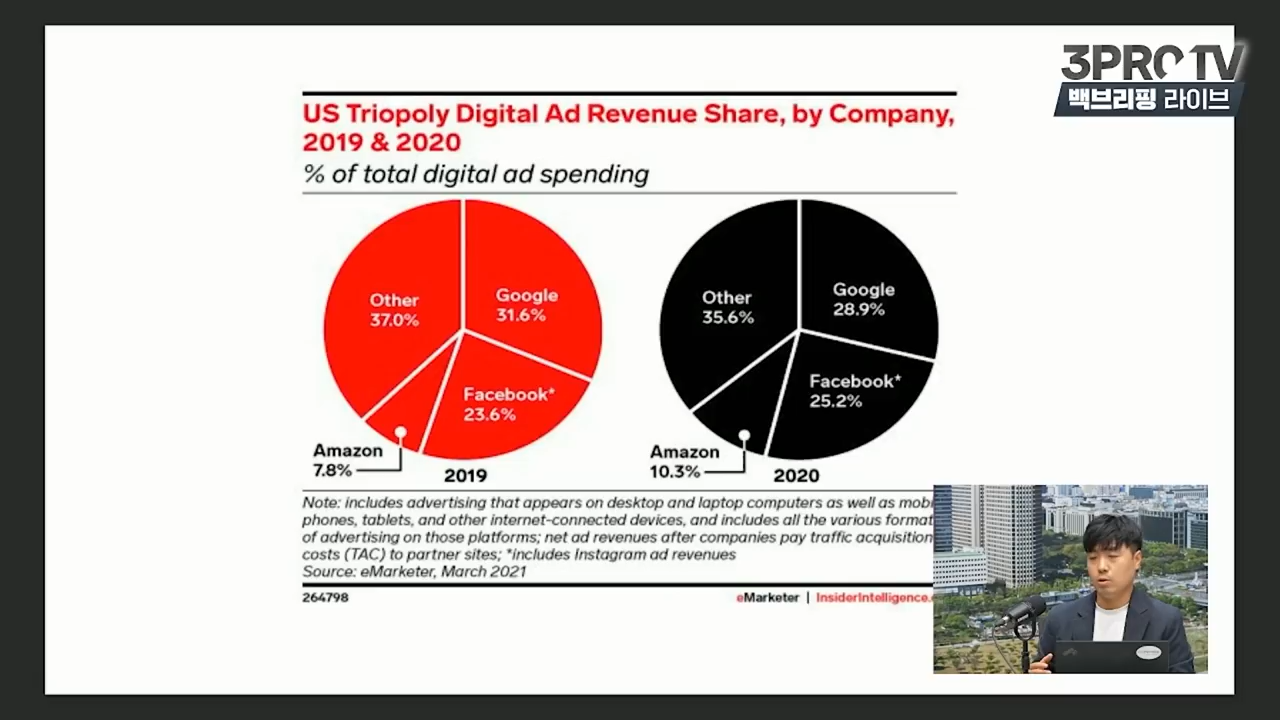 3PRO TV
백브리핑 라이브
US Triopoly Digital Ad Revenue Share, by Company,
2019 & 2020
% of total digital ad spending
Other
37.0%
Google
31.6%
Facebook*
23.6%
Amazon
7.8%
2019
Other
35.6%
Google
28.9%
Facebook*
25.2%
Amazon
10.3%
2020
Note: includes advertising that appears on desktop and laptop computers as well as
phones, tablets, and other internet-connected devices, and includes all the various
of advertising on those platforms; net ad revenues after companies pay traffic acquisition
costs (TAC) to partner sites; *includes Instagram ad revenues
Source: eMarketer, March 2021
264798
eMarketer | InsiderIntelligence.